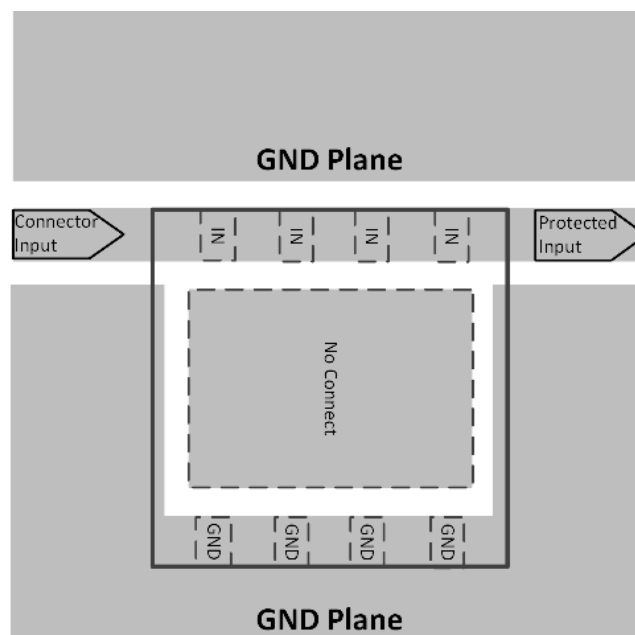 GND Plane
Connector
Input
IN
IN
IN
IN
Protected
Input
No Connect
GND
GND
GND
GND
GND Plane